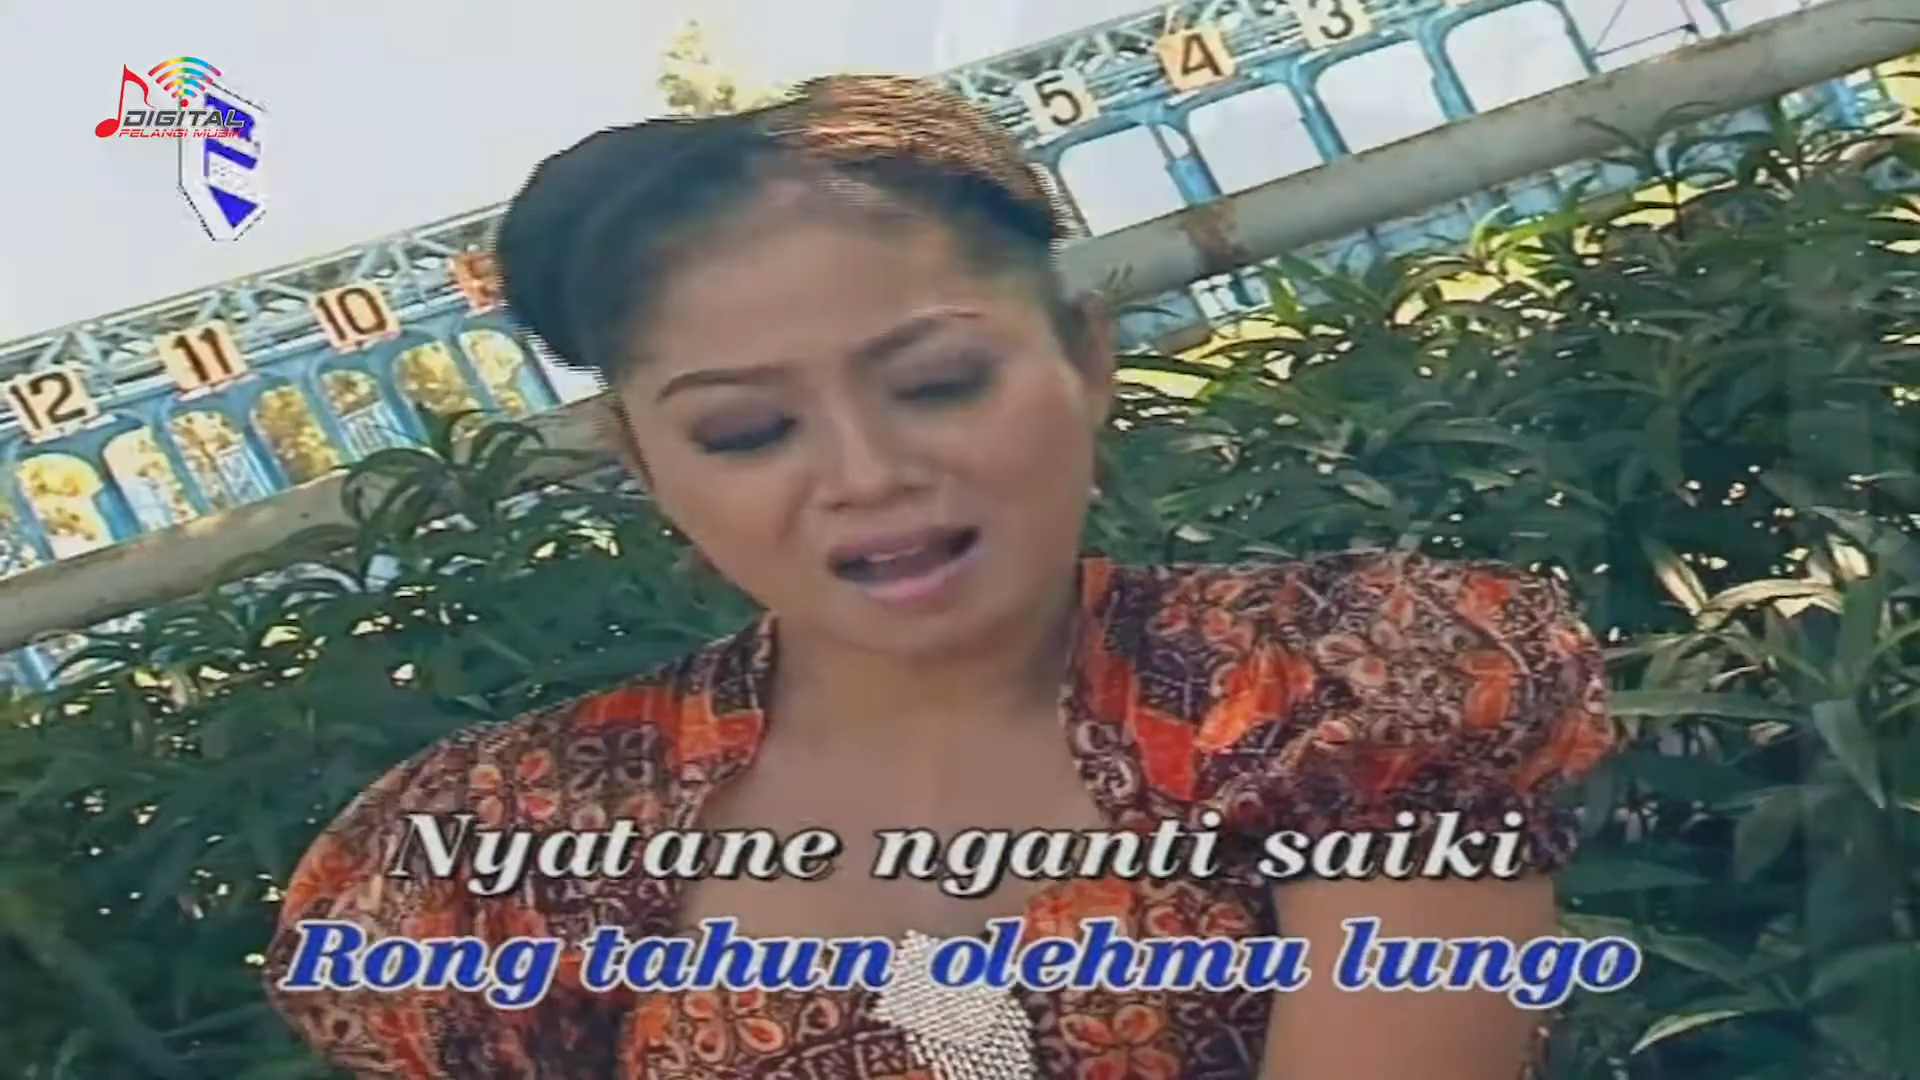 DIGITAL
PELANGI MUSIK
5
4
3
10
11
12
Nyatane nganti saiki
Rong tahun olehmu lungo